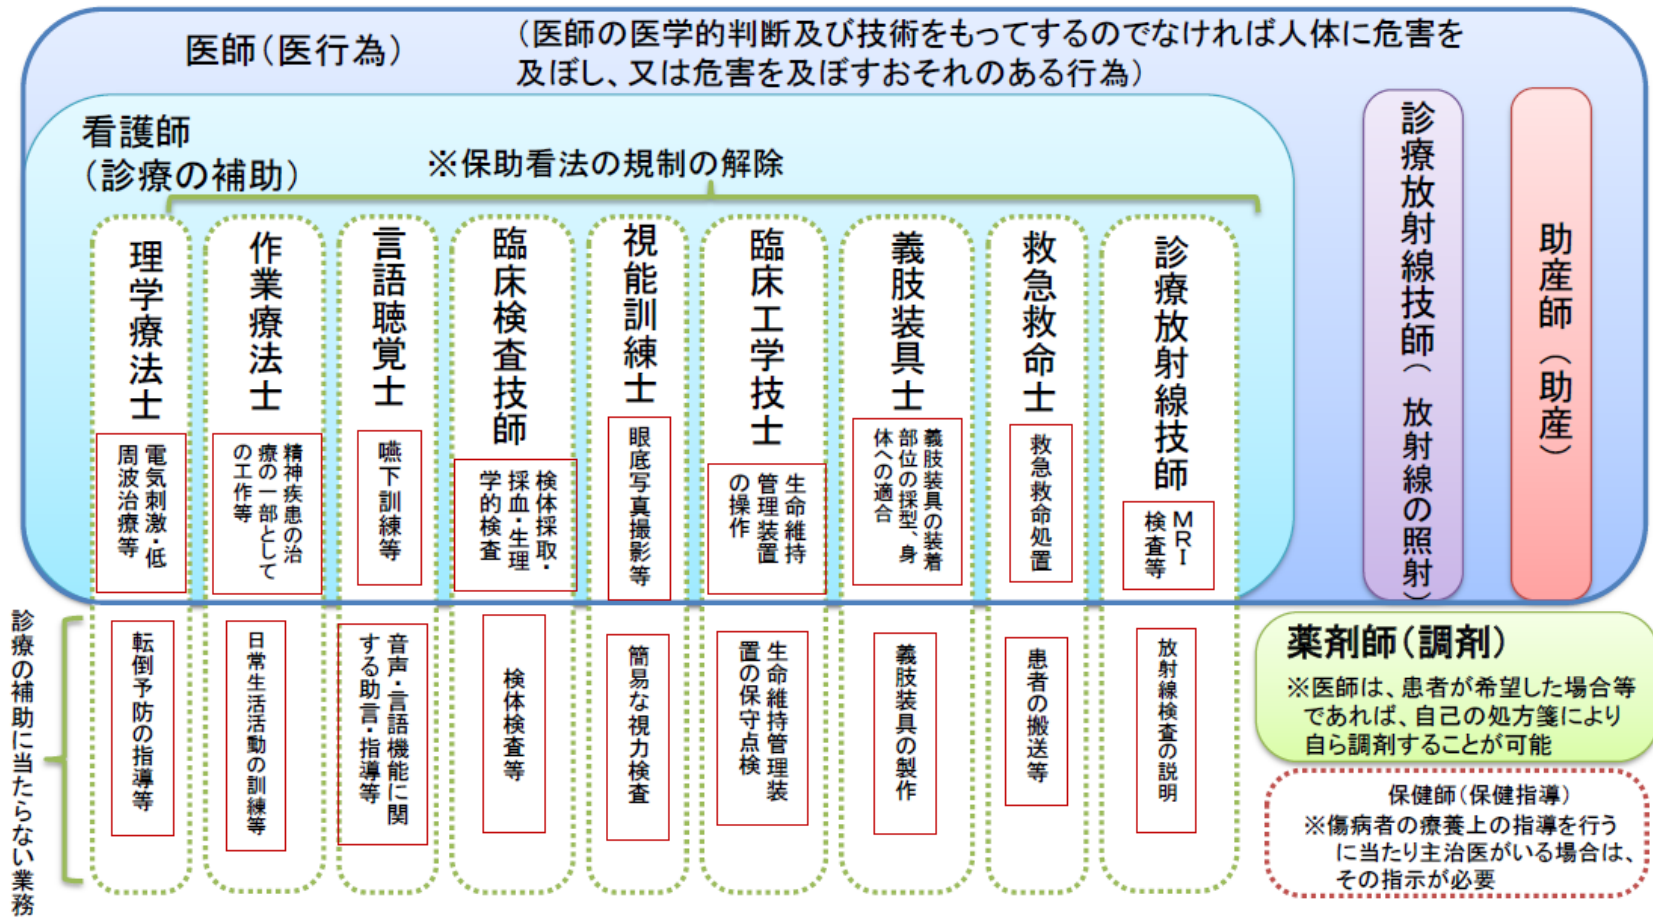 医師（医行為）
（医師の医学的判断及び技術をもってするのでなければ人体に危害を
及ぼし、又は危害を及ぼすおそれのある行為）
看護師
（診療の補助）
※保助看法の規制の解除
理学療法士
電気刺激・低
周波治療等
転倒予防の指導等
作業療法士
精神疾患の治
療の一部として
の工作等
日常生活活動の訓練等
言語聴覚士
嚥下訓練等
音声・言語機能に関
する助言・指導等
臨床検査技師
検体採取・
採血・生理
学的検査
検体検査等
視能訓練士
眼底写真撮影等
簡易な視力検査
臨床工学技士
生命維持
管理装置
の操作
生命維持管理装
置の保守点検
義肢装具士
義肢装具の装着
部位の採型、身
体への適合
義肢装具の製作
救急救命士
救急救命処置
患者の搬送等
診療放射線技師
ＭＲＩ
検査等
放射線検査の説明
診療放射線技師（放射線の照射）
助産師（助産）
診療の補助に当たらない業務
薬剤師（調剤）
※医師は、患者が希望した場合等
であれば、自己の処方箋により
自ら調剤することが可能
保健師（保健指導）
※傷病者の療養上の指導を行う
に当たり主治医がいる場合は、
その指示が必要